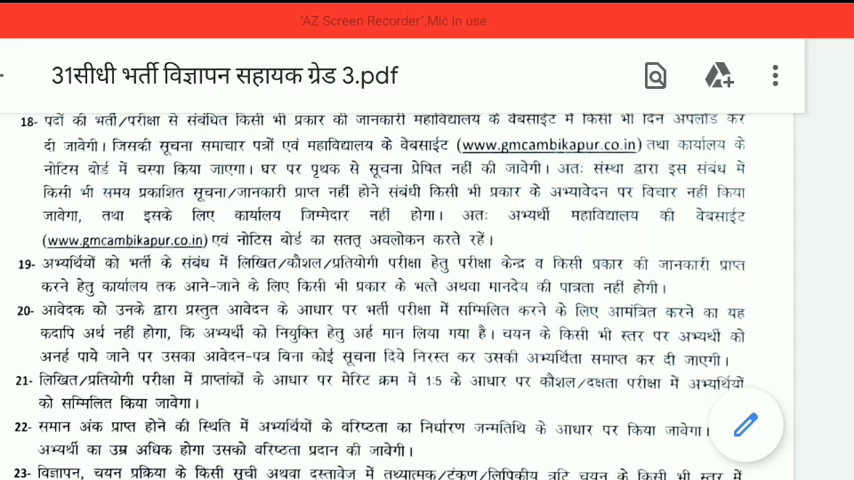 "AZ Screen Recorder",Mic in use
31सीधी भर्ती विज्ञापन सहायक ग्रेड 3.pdf
18- पदों की भर्ती/परीक्षा से संबंधित किसी भी प्रकार की जानकारी महाविद्यालय के वेबसाईट में किसी भी दिन अपलोड कर
दी जावेगी। जिसकी सूचना समाचार पत्रों एवं महाविद्यालय के वेबसाईट (www.gmcambikapur.co.in) तथा कार्यालय के
नोटिस बोर्ड में चस्पा किया जाएगा। घर पर पृथक से सूचना प्रेषित नहीं की जावेगी। अतः संस्था द्वारा इस संबंध में
किसी भी समय प्रकाशित सूचना/जानकारी प्राप्त नहीं होने संबंधी किसी भी प्रकार के अभ्यावेदन पर विचार नहीं किया
जावेगा, तथा इसके लिए कार्यालय जिम्मेदार नहीं होगा। अतः अभ्यर्थी महाविद्यालय की वेबसाईट
(www.gmcambikapur.co.in) एवं नोटिस बोर्ड का सतत् अवलोकन करते रहें।
19- अभ्यर्थियों को भर्ती के संबंध में लिखित/कौशल/प्रतियोगी परीक्षा हेतु परीक्षा केन्द्र व किसी प्रकार की जानकारी प्राप्त
करने हेतु कार्यालय तक आने-जाने के लिए किसी भी प्रकार के भत्ते अथवा मानदेय की पात्रता नहीं होगी।
20- आवेदक को उनके द्वारा प्रस्तुत आवेदन के आधार पर भर्ती परीक्षा में सम्मिलित करने के लिए आमंत्रित करने का यह
कदापि अर्थ नहीं होगा, कि अभ्यर्थी को नियुक्ति हेतु अर्ह मान लिया गया है। चयन के किसी भी स्तर पर अभ्यर्थी को
अनर्ह पाये जाने पर उसका आवेदन-पत्र बिना कोई सूचना दिये निरस्त कर उसकी अभ्यर्थिता समाप्त कर दी जाएगी।
21- लिखित/प्रतियोगी परीक्षा में प्राप्तांकों के आधार पर मेरिट क्रम में 1:5 के आधार पर कौशल/दक्षता परीक्षा में अभ्यर्थियों
को सम्मिलित किया जावेगा।
22- समान अंक प्राप्त होने की स्थिति में अभ्यर्थियों के वरिष्ठता का निर्धारण जन्मतिथि के आधार पर किया जावेगा।
अभ्यर्थी का उम्र अधिक होगा उसको वरिष्ठता प्रदान की जावेगी।
23- विज्ञापन, चयन प्रक्रिया के किसी सूची अथवा दस्तावेज में तथ्यात्मक/टंकण/लिपिकीय त्रुटि चयन के किसी भी स्तर में